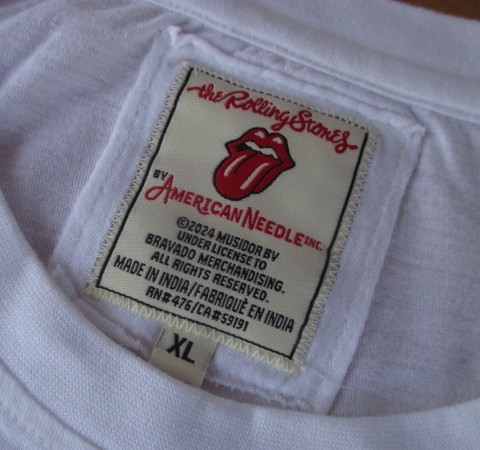 the Rolling Stones
BY
AMERICAN NEEDLE INC.
©2024 MUSIDOR BV
UNDER LICENSE TO
BRAVADO MERCHANDISING.
ALL RIGHTS RESERVED.
MADE IN INDIA/FABRIQUÈ EN INDIA
RN#476/CA#59191
XL